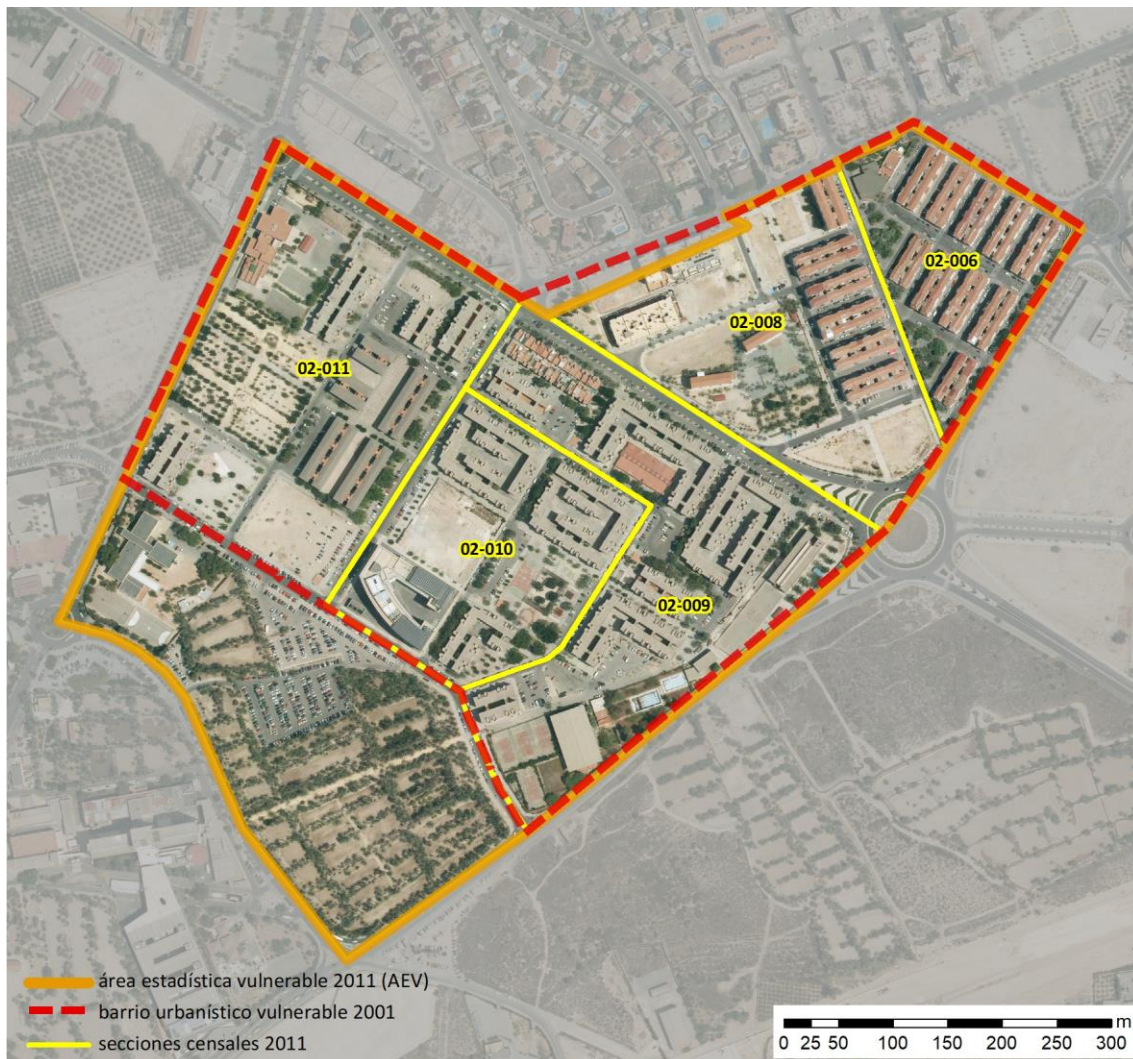 02-006
02-008
02-011
02-010
02-009
área estadística vulnerable 2011 (AEV)
barrio urbanístico vulnerable 2001
secciones censales 2011
m
0 25 50 100 150 200 250 300